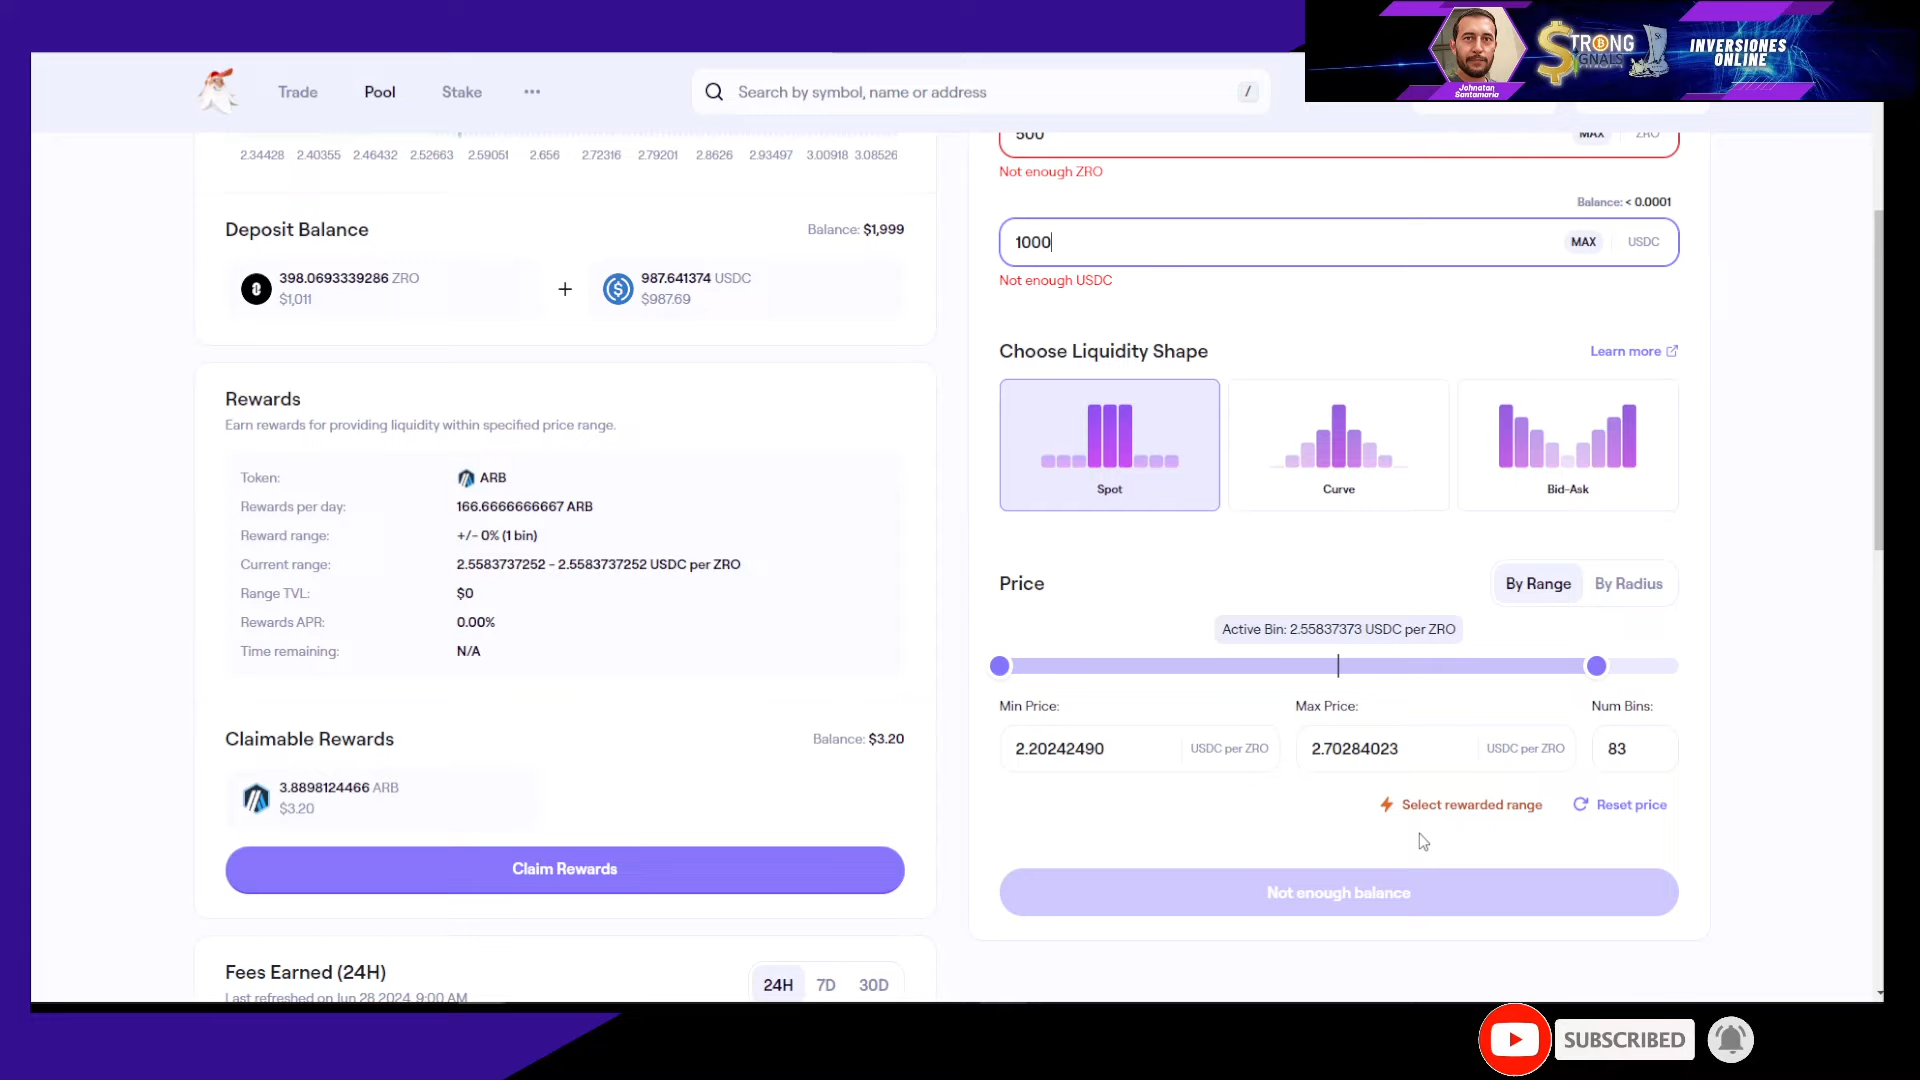 Johnatan
Santamaria
$TRONG
IGNALS
INVERSIONES
ONLINE
Trade
Pool
Stake
Search by symbol, name or address
/
2.34428
2.40355
2.46432
2.52663
2.59051
2.656
2.72316
2.79201
2.8626
2.93497
3.00918
3.08526
Deposit Balance
Balance: $1,999
398.0693339286 ZRO
$1,011
+
987.641374 USDC
$987.69
Rewards
Earn rewards for providing liquidity within specified price range.
Token: ARB
Rewards per day: 166.6666666667 ARB
Reward range: +/- 0% (1 bin)
Current range: 2.5583737252 - 2.5583737252 USDC per ZRO
Range TVL: $0
Rewards APR: 0.00%
Time remaining: N/A
Claimable Rewards
Balance: $3.20
3.8898124466 ARB
$3.20
Claim Rewards
Fees Earned (24H)
Last refreshed on Jun 28 2024, 9:00 AM
24H
7D
30D
500
MAX
ZRO
Not enough ZRO
Balance: < 0.0001
1000
MAX
USDC
Not enough USDC
Choose Liquidity Shape
Learn more
Spot
Curve
Bid-Ask
Price
By Range
By Radius
Active Bin: 2.55837373 USDC per ZRO
Min Price:
Max Price:
Num Bins:
2.20242490 USDC per ZRO
2.70284023 USDC per ZRO
83
Select rewarded range
Reset price
Not enough balance
SUBSCRIBED